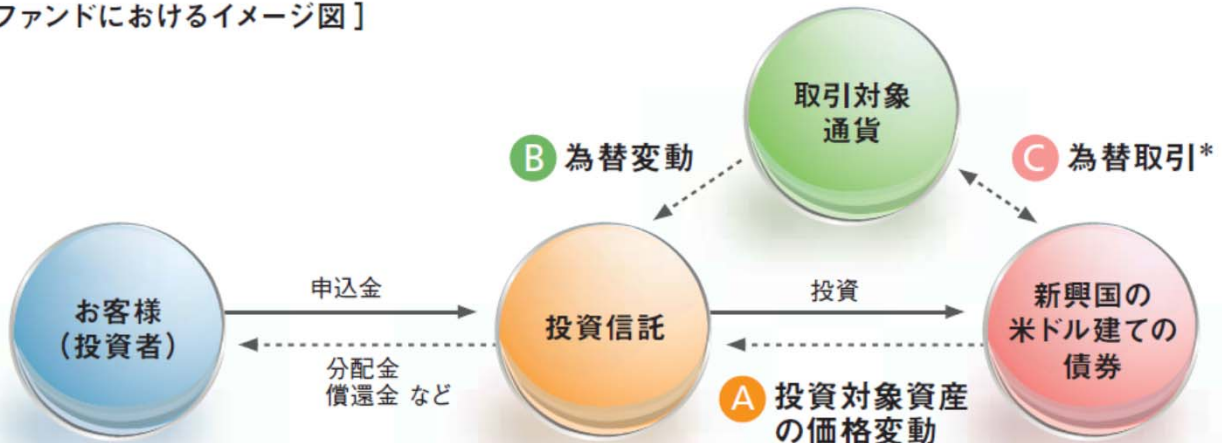 ファンドにおけるイメージ図］
取引対象
通貨
B 為替変動
C 為替取引*
お客様
（投資者）
申込金
分配金
償還金 など
投資信託
投資
新興国の
米ドル建ての
債券
A 投資対象資産
の価格変動